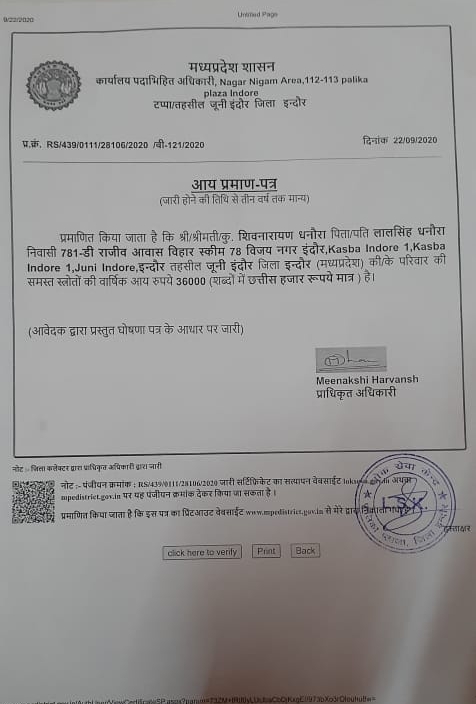 9/22/2020
Untitled Page
मध्यप्रदेश शासन
कार्यालय पदाभिहित अधिकारी, Nagar Nigam Area,112-113 palika
plaza Indore
टप्पा/तहसील जूनी इंदौर जिला इन्दौर
प्र.क्रं. RS/439/0111/28106/2020 /बी-121/2020
दिनांक 22/09/2020
आय प्रमाण-पत्र
(जारी होने की तिथि से तीन वर्ष तक मान्य)
प्रमाणित किया जाता है कि श्री/श्रीमती/कु. शिवनारायण धनौरा पिता/पति लालसिंह धनौरा
निवासी 781-डी राजीव आवास विहार स्कीम 78 विजय नगर इंदौर,Kasba Indore 1,Kasba
Indore 1,Juni Indore,इन्दौर तहसील जूनी इंदौर जिला इन्दौर (मध्यप्रदेश) की/के परिवार की
समस्त स्त्रोतों की वार्षिक आय रुपये 36000 (शब्दों में छत्तीस हजार रूपये मात्र ) है।
(आवेदक द्वारा प्रस्तुत घोषणा पत्र के आधार पर जारी)
Meenakshi Harvansh
प्राधिकृत अधिकारी
नोट :- जिला कलेक्टर द्वारा प्राधिकृत अधिकारी द्वारा जारी
नोट :- पंजीयन क्रमांक : RS/439/0111/28106/2020 जारी सर्टिफ़िकेट का सत्यापन वेबसाईट अथवा
mpedistrict.gov.in पर यह पंजीयन क्रमांक देकर किया जा सकता है ।
प्रमाणित किया जाता है कि इस पत्र का प्रिंटआउट वेबसाईट www.mpedistrict.gov.in से मेरे द्वारा
हस्ताक्षर
लोक सेवा केन्द्र
click here to verify
Print
Back